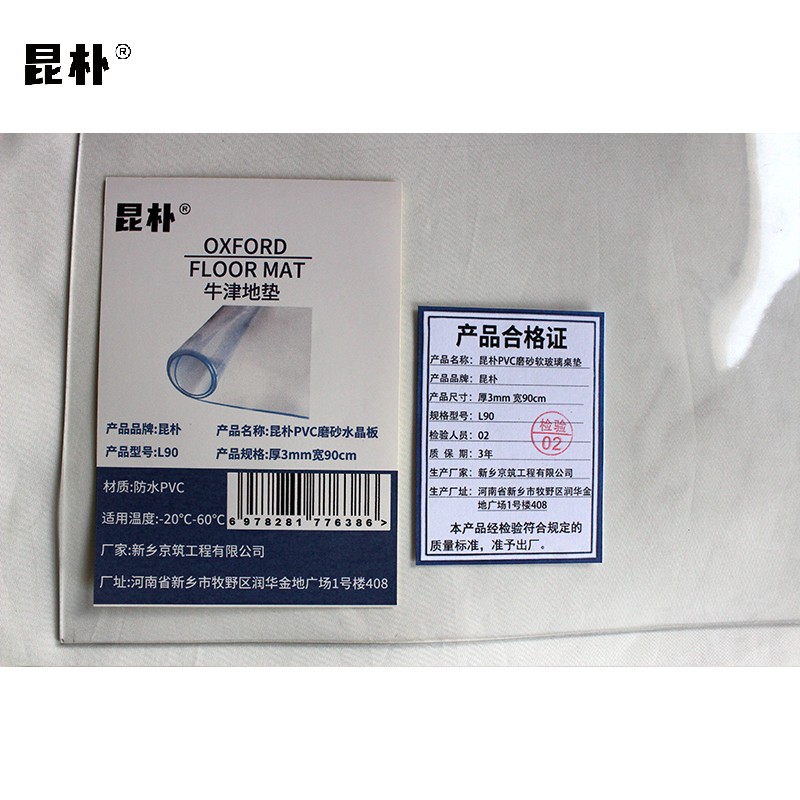 昆朴®
昆朴®
OXFORD
FLOOR MAT
牛津地垫
产品品牌:昆朴 产品名称:昆朴PVC磨砂水晶板
产品型号:L90 产品规格:厚3mm宽90cm
材质:防水PVC
适用温度:-20℃-60℃
6 978281 776386 >
厂家:新乡京筑工程有限公司
厂址:河南省新乡市牧野区润华金地广场1号楼408
产品合格证
产品名称: 昆朴PVC磨砂软玻璃桌垫
产品品牌: 昆朴
产品尺寸: 厚3mm 宽90cm
规格型号: L90
检验人员: 02
检验
02
质 保 期: 3年
生产厂家: 新乡京筑工程有限公司
生产厂址: 河南省新乡市牧野区润华金
地广场1号楼408
本产品经检验符合规定的
质量标准，准予出厂。